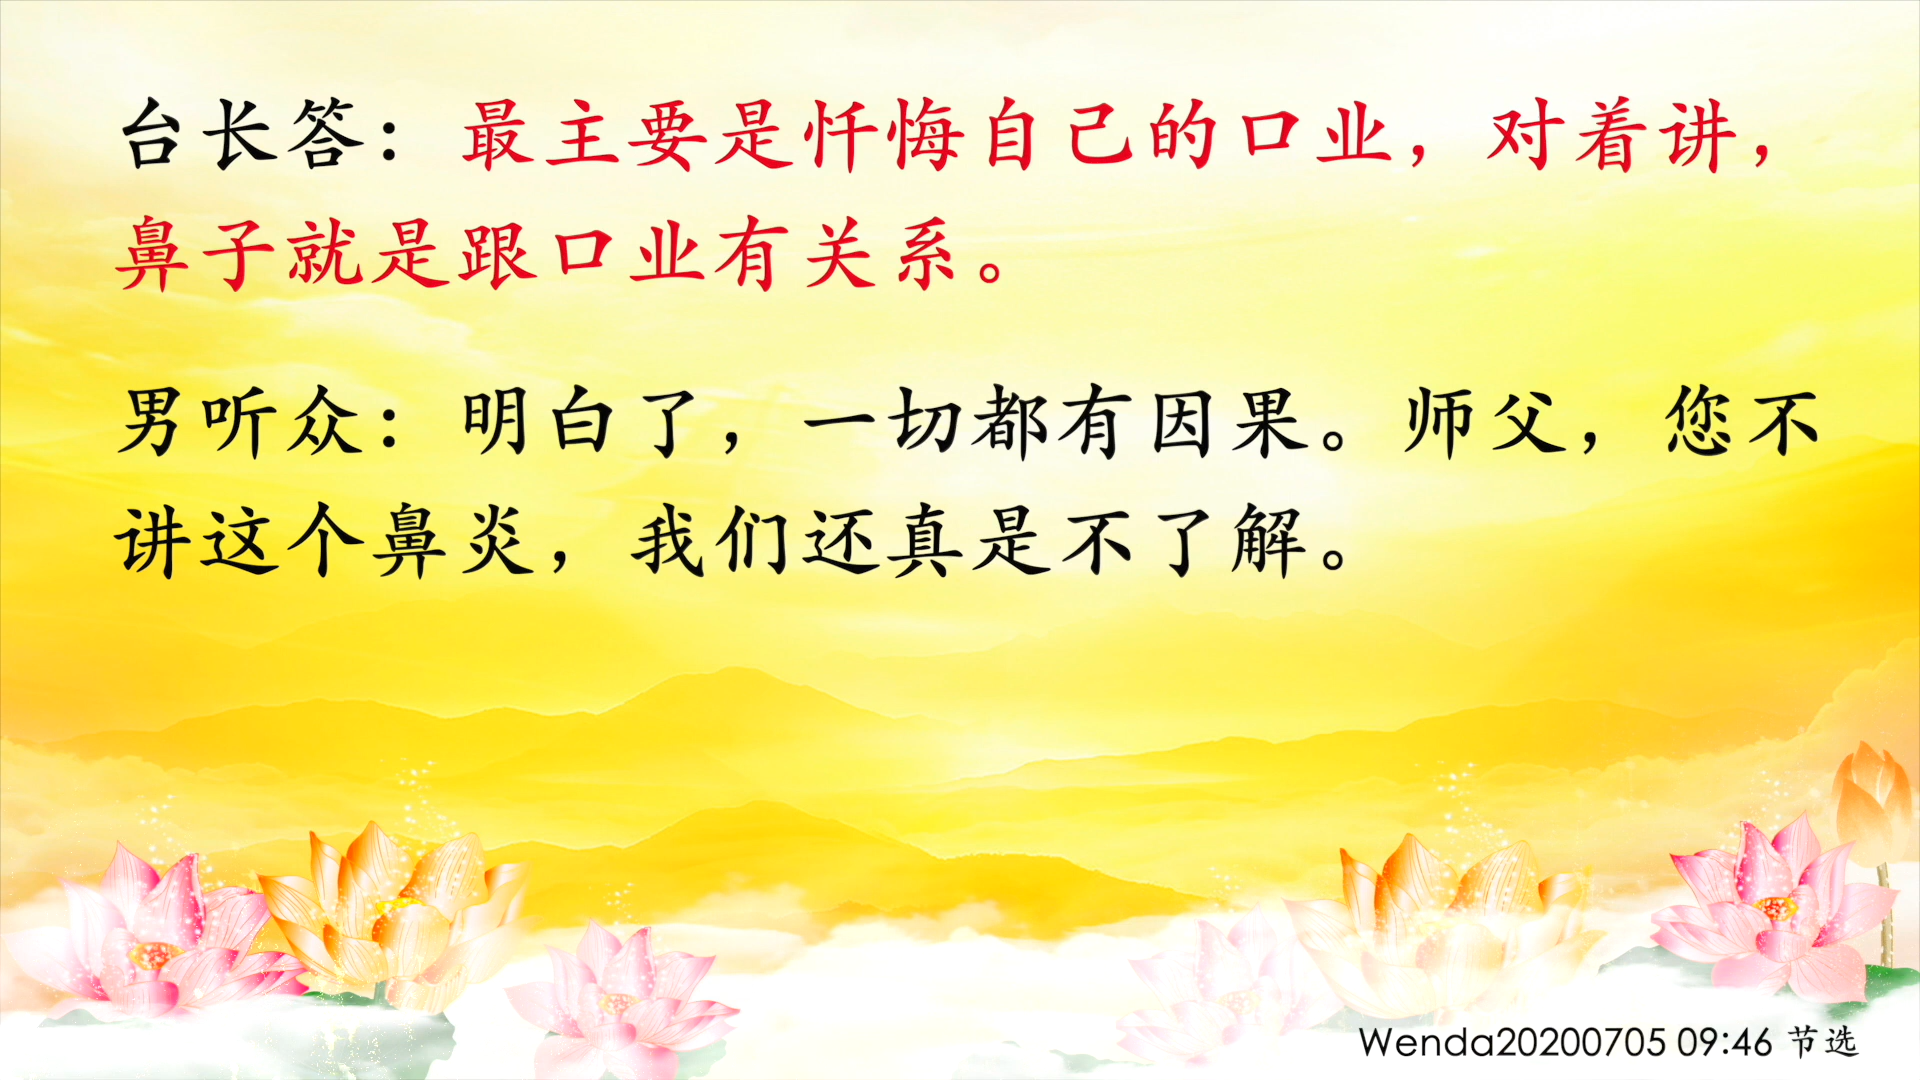 台长答：最主要是忏悔自己的口业，对着讲，
鼻子就是跟口业有关系。
男听众：明白了，一切都有因果。师父，您不
讲这个鼻炎，我们还真是不了解。
Wenda20200705 09:46 节选